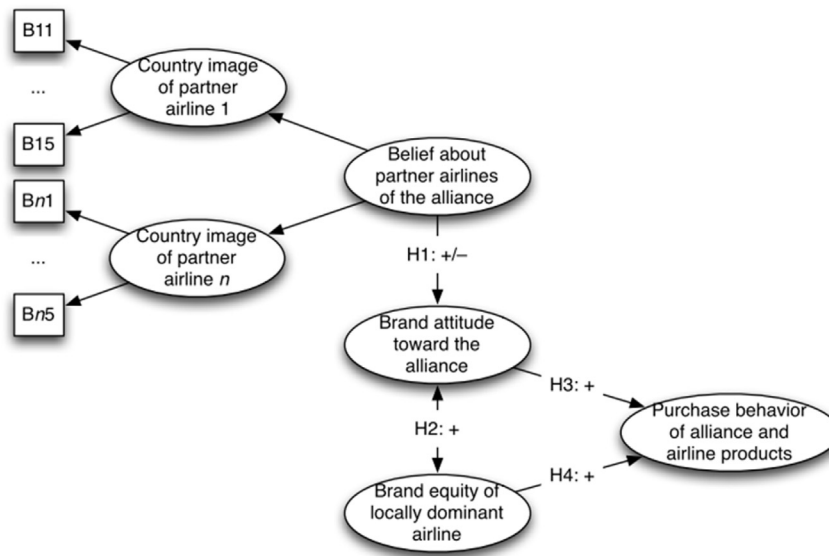 B11
...
B15
Country image
of partner
airline 1
Belief about
partner airlines
of the alliance
Bn1
...
Bn5
Country image
of partner
airline n
H1: +/–
Brand attitude
toward the
alliance
H3: +
H2: +
Purchase behavior
of alliance and
airline products
H4: +
Brand equity of
locally dominant
airline